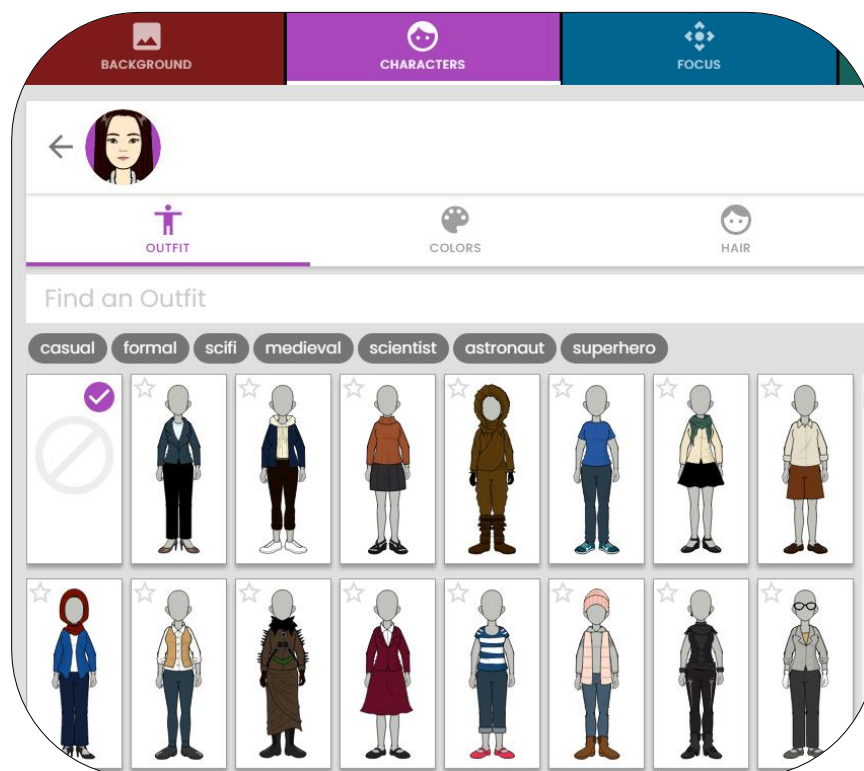 BACKGROUND CHARACTERS FOCUS
OUTFIT COLORS HAIR
Find an Outfit
casual formal scifi medieval scientist astronaut superhero